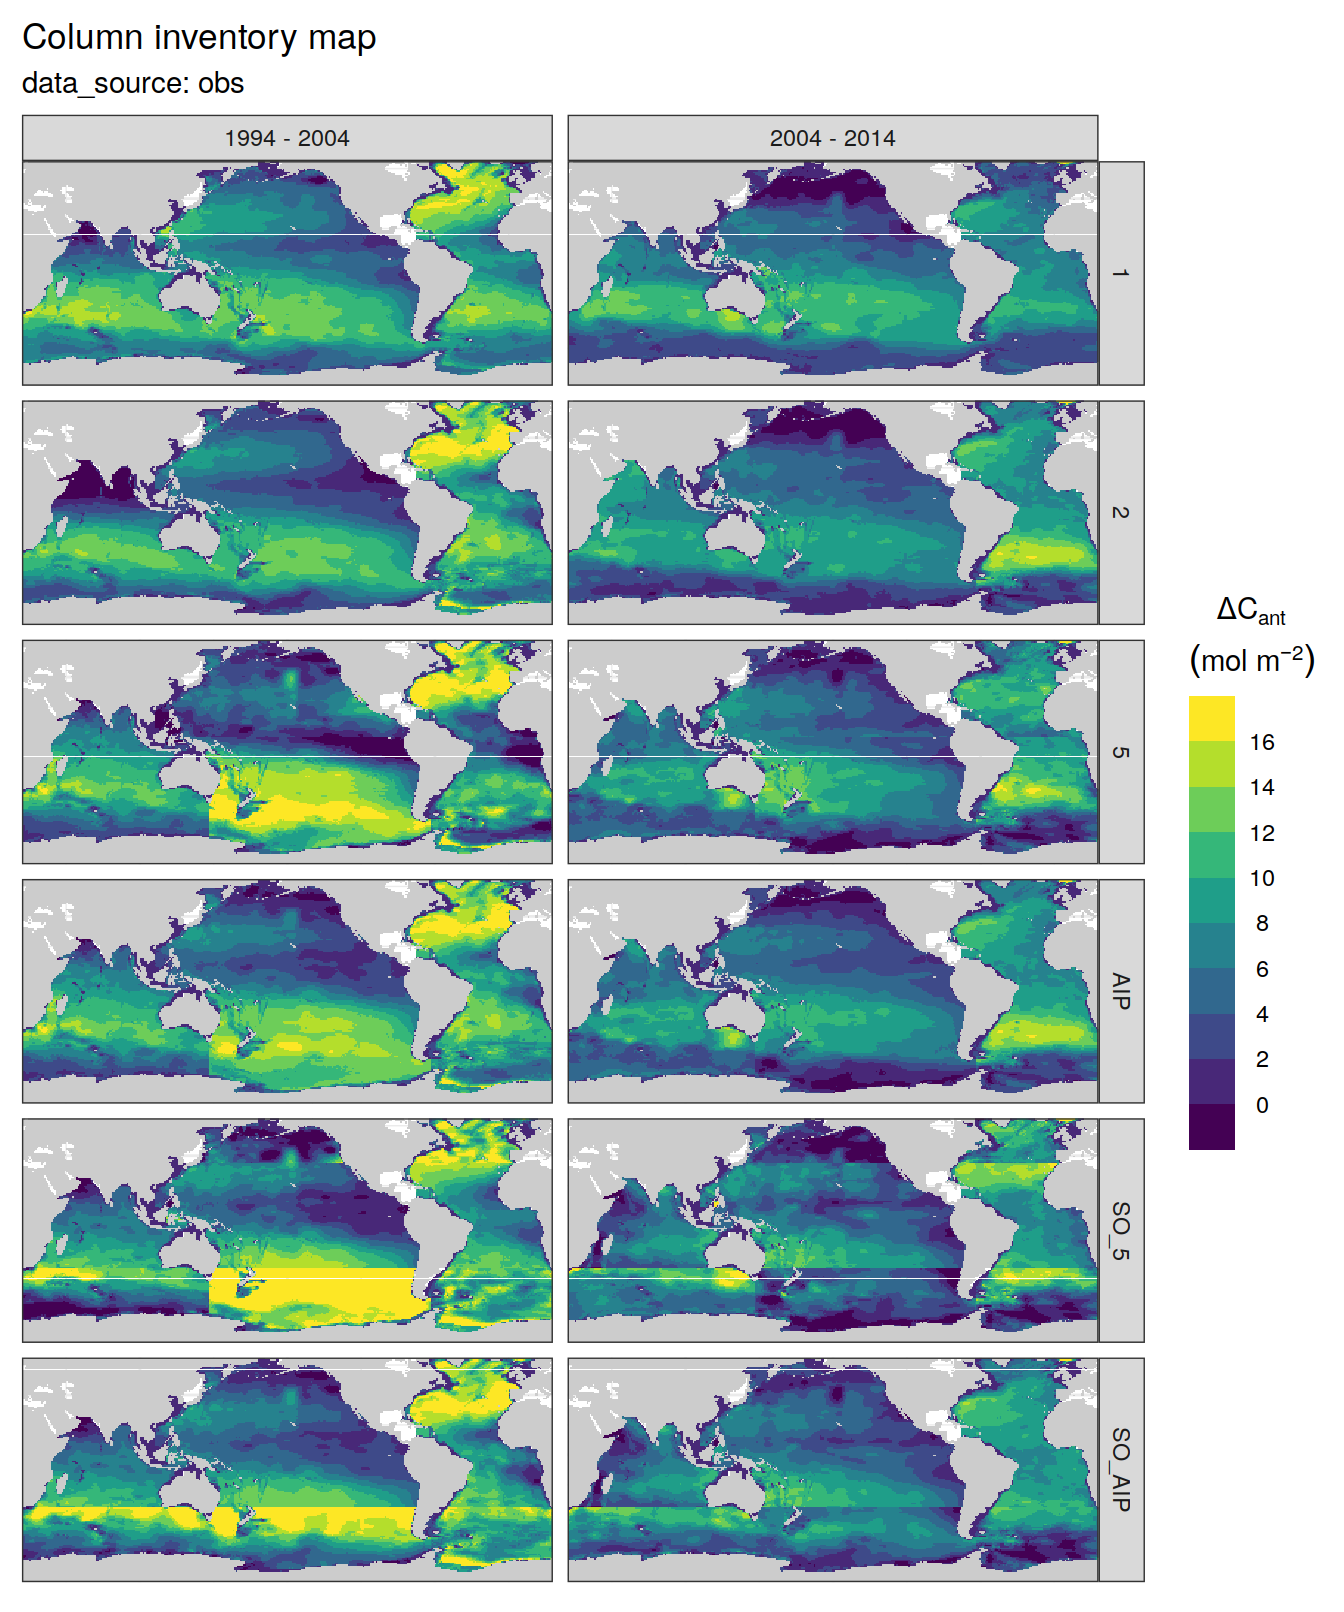 Column inventory map
data_source: obs
1994 - 2004
2004 - 2014
1
2
5
AIP
SO_5
SO_AIP
ΔCant
(mol m−2)
16
14
12
10
8
6
4
2
0